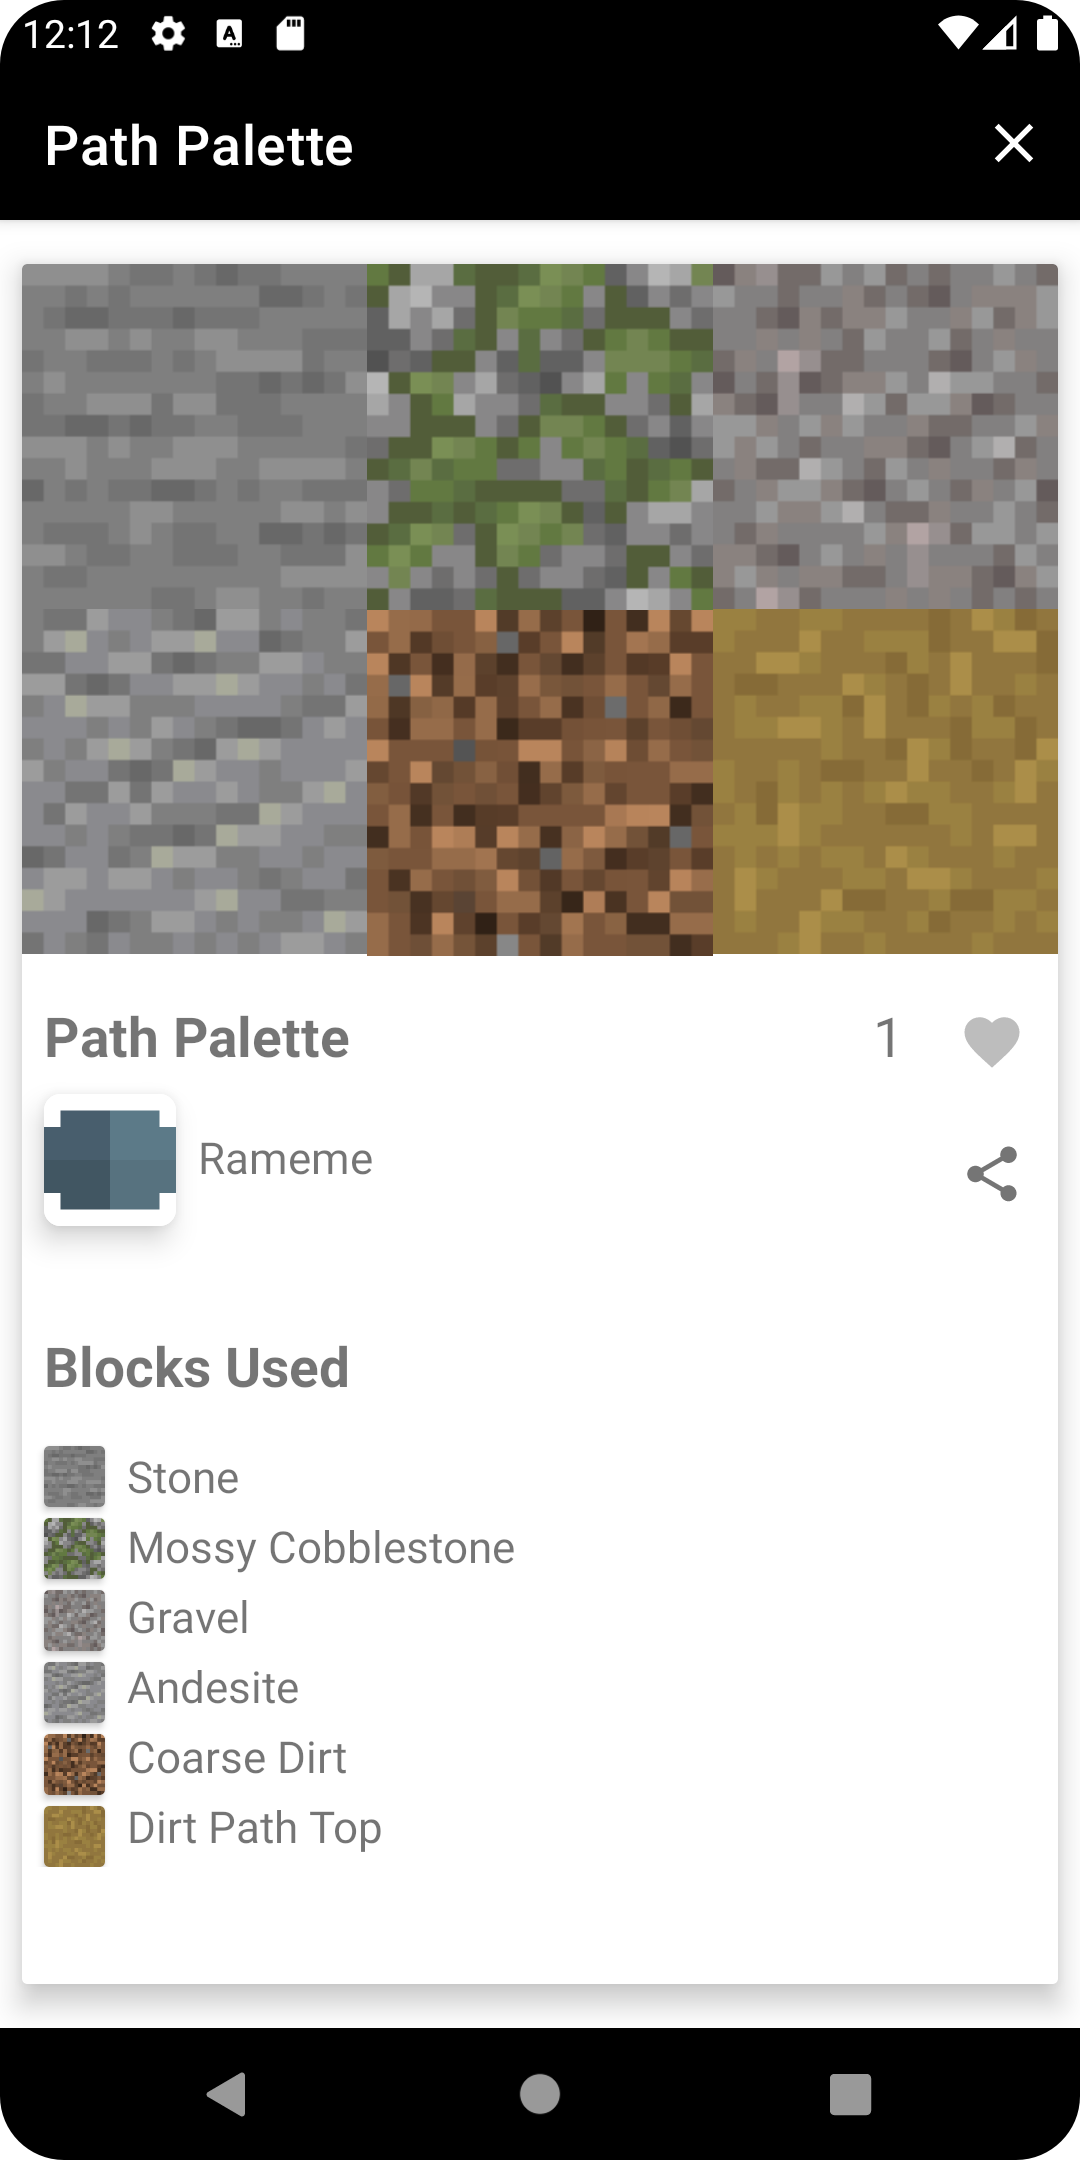 12:12
Path Palette
Path Palette
1
Rameme
Blocks Used
Stone
Mossy Cobblestone
Gravel
Andesite
Coarse Dirt
Dirt Path Top